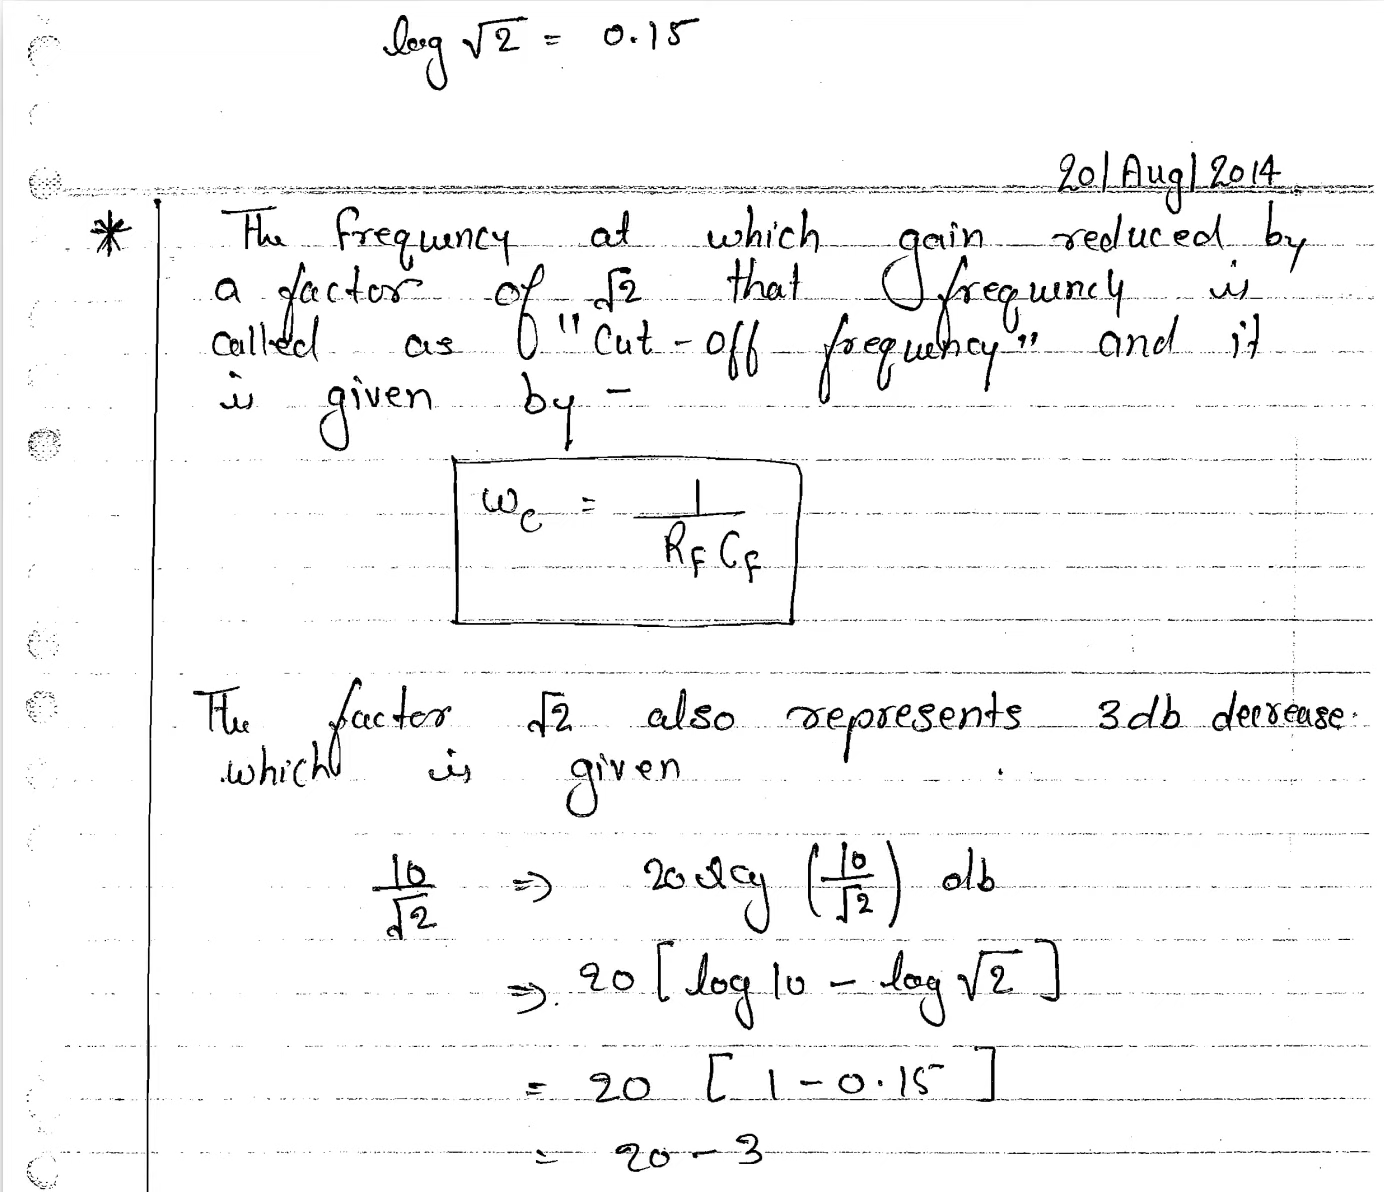 log √2 = 0.15
20/Aug/2014
* The frequency at which gain reduced by
a factor of √2 that frequency is
called as "Cut-off frequency" and it
is given by -
ωc = 1/(RF CF)
The factor √2 also represents 3db decrease.
which is given
10/√2 ⇒ 20 log (10/√2) db
⇒ 20 [log 10 - log √2]
= 20 [1 - 0.15]
= 20 - 3